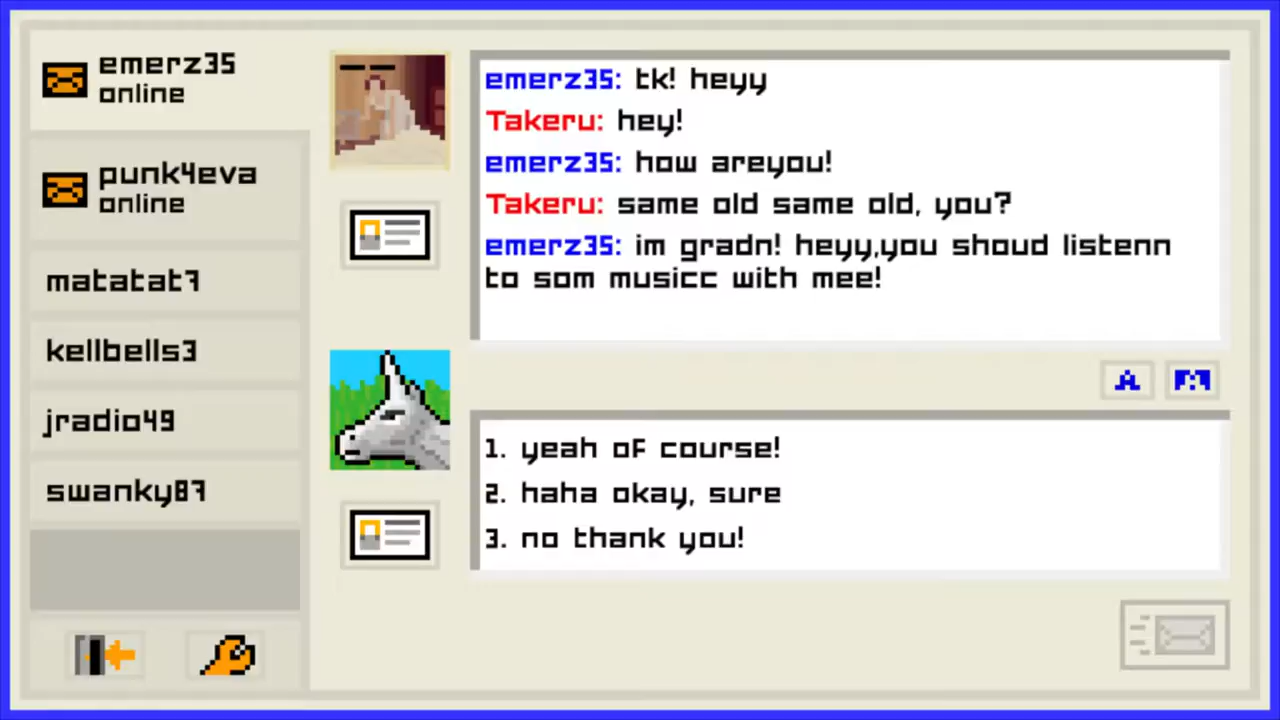 emerz35
online
punk4eva
online
matatat7
kellbells3
jradio49
swanky87
emerz35: tk! heyy
Takeru: hey!
emerz35: how areyou!
Takeru: same old same old, you?
emerz35: im gradn! heyy,you shoud listenn
to som musicc with mee!
A
A
1. yeah of course!
2. haha okay, sure
3. no thank you!